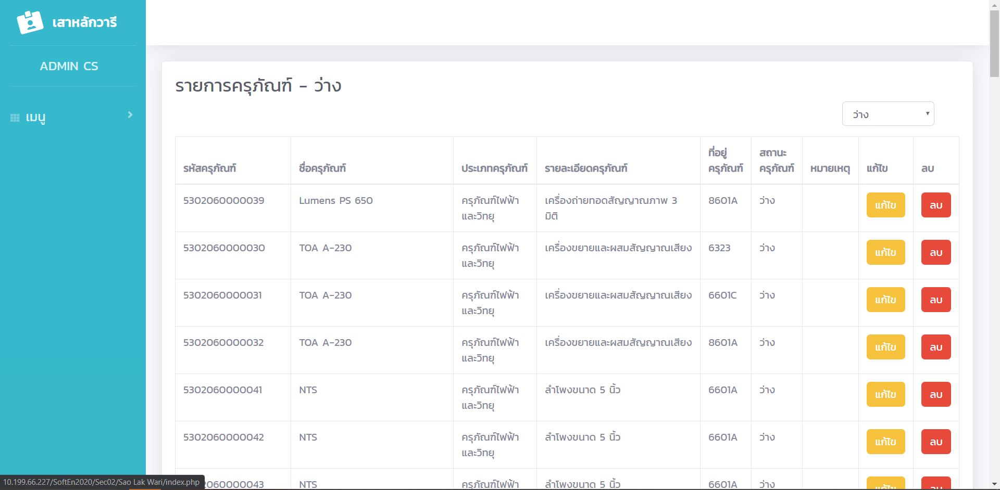 เสาหลักวารี
ADMIN CS
เมนู
รายการครุภัณฑ์ - ว่าง
ว่าง
รหัสครุภัณฑ์ ชื่อครุภัณฑ์ ประเภทครุภัณฑ์ รายละเอียดครุภัณฑ์ ที่อยู่ครุภัณฑ์ สถานะครุภัณฑ์ หมายเหตุ แก้ไข ลบ
5302060000039 Lumens PS 650 ครุภัณฑ์ไฟฟ้า เครื่องถ่ายทอดสัญญาณภาพ 3 8601A ว่าง แก้ไข ลบ
และวิทยุ มิติ
5302060000030 TOA A-230 ครุภัณฑ์ไฟฟ้า เครื่องขยายและผสมสัญญาณเสียง 6323 ว่าง แก้ไข ลบ
และวิทยุ
5302060000031 TOA A-230 ครุภัณฑ์ไฟฟ้า เครื่องขยายและผสมสัญญาณเสียง 6601C ว่าง แก้ไข ลบ
และวิทยุ
5302060000032 TOA A-230 ครุภัณฑ์ไฟฟ้า เครื่องขยายและผสมสัญญาณเสียง 8601A ว่าง แก้ไข ลบ
และวิทยุ
5302060000041 NTS ครุภัณฑ์ไฟฟ้า ลำโพงขนาด 5 นิ้ว 6601A ว่าง แก้ไข ลบ
และวิทยุ
5302060000042 NTS ครุภัณฑ์ไฟฟ้า ลำโพงขนาด 5 นิ้ว 6601A ว่าง แก้ไข ลบ
และวิทยุ
NTS ครุภัณฑ์ไฟฟ้า ลำโพงขนาด 5 นิ้ว 6601A ว่าง แก้ไข ลบ
10.199.66.227/SoftEn2020/Sec02/Sao Lak Wari/index.php